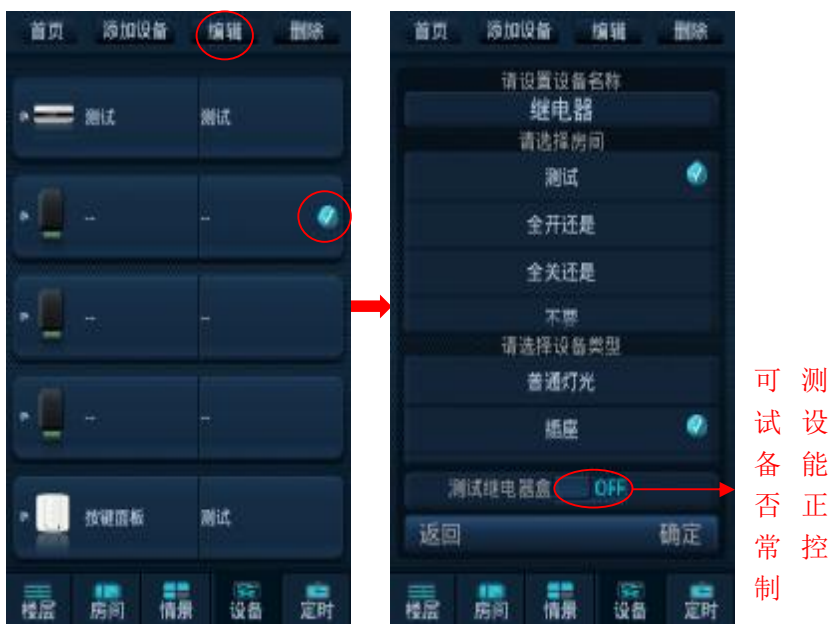 首页 添加设备 编辑 删除
测试 测试
-- --
-- --
-- --
按键面板 测试
楼层 房间 情景 设备 定时
首页 添加设备 编辑 删除
请设置设备名称
继电器
请选择房间
测试
全开还是
全关还是
不要
请选择设备类型
普通灯光
插座
测试继电器盒 OFF
返回 确定
楼层 房间 情景 设备 定时
可测
试设
备能
否正
常控
制